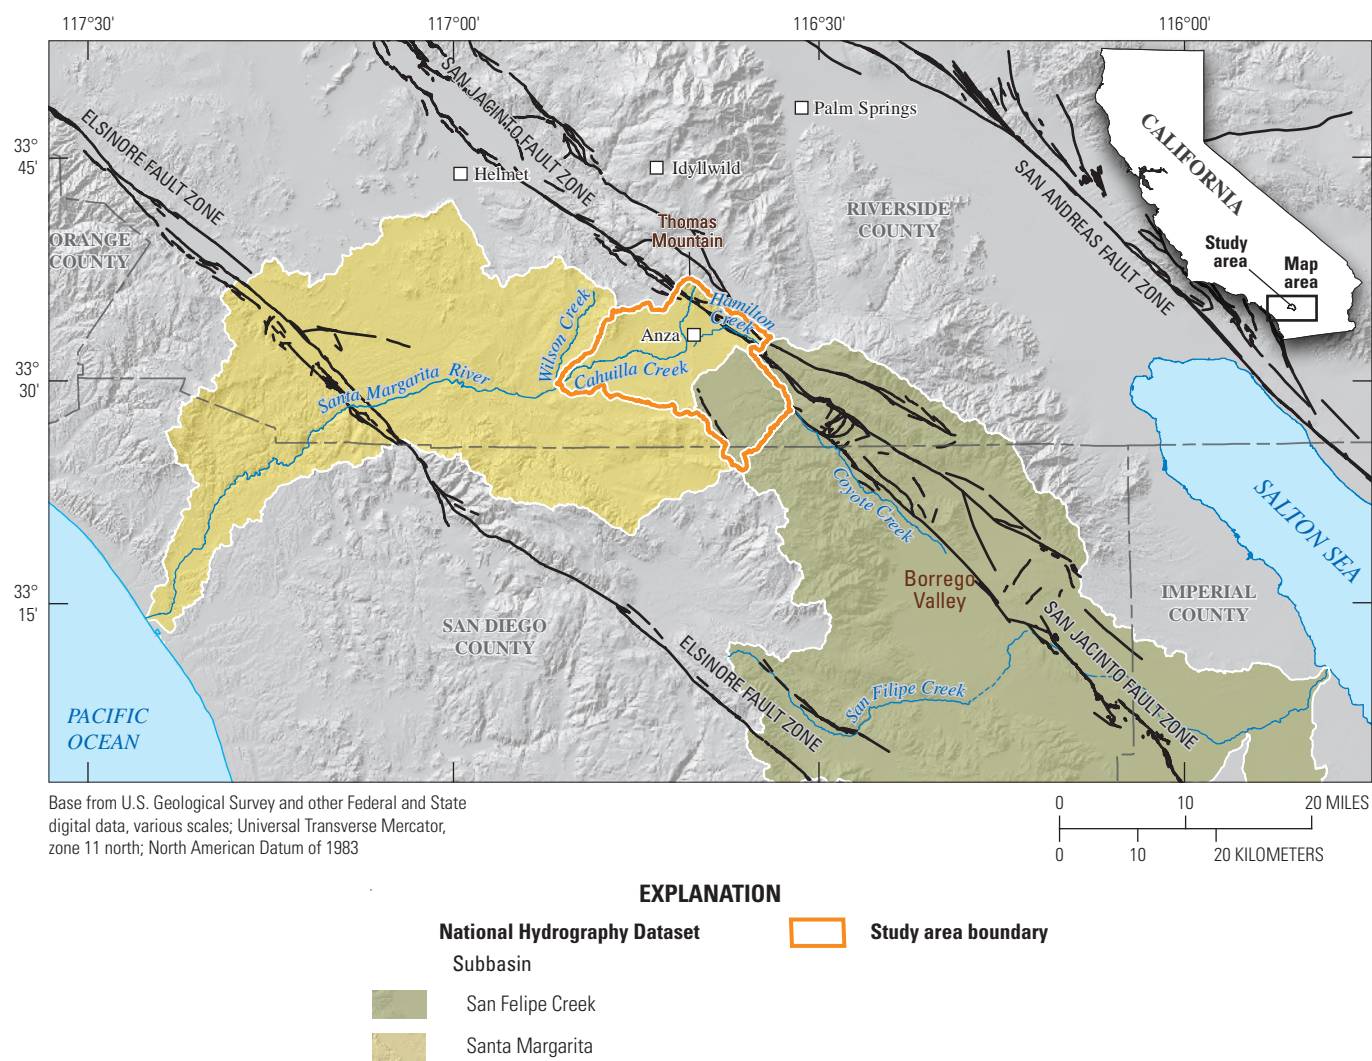 117°30'
117°00'
116°30'
116°00'
33°
45'
33°
30'
33°
15'
ELSINORE FAULT ZONE
SAN JACINTO FAULT ZONE
Palm Springs
Helmet
Idyllwild
SAN ANDREAS FAULT ZONE
CALIFORNIA
Study
area
Map
area
ORANGE
COUNTY
RIVERSIDE
COUNTY
Thomas
Mountain
Hamilton
Creek
Wilson Creek
Anza
Cahuilla Creek
Santa Margarita River
Coyote Creek
SALTON SEA
Borrego
Valley
IMPERIAL
COUNTY
SAN DIEGO
COUNTY
SAN JACINTO FAULT ZONE
ELSINORE FAULT ZONE
San Filipe Creek
PACIFIC
OCEAN
Base from U.S. Geological Survey and other Federal and State
digital data, various scales; Universal Transverse Mercator,
zone 11 north; North American Datum of 1983
0 10 20 MILES
0 10 20 KILOMETERS
EXPLANATION
National Hydrography Dataset
Study area boundary
Subbasin
San Felipe Creek
Santa Margarita